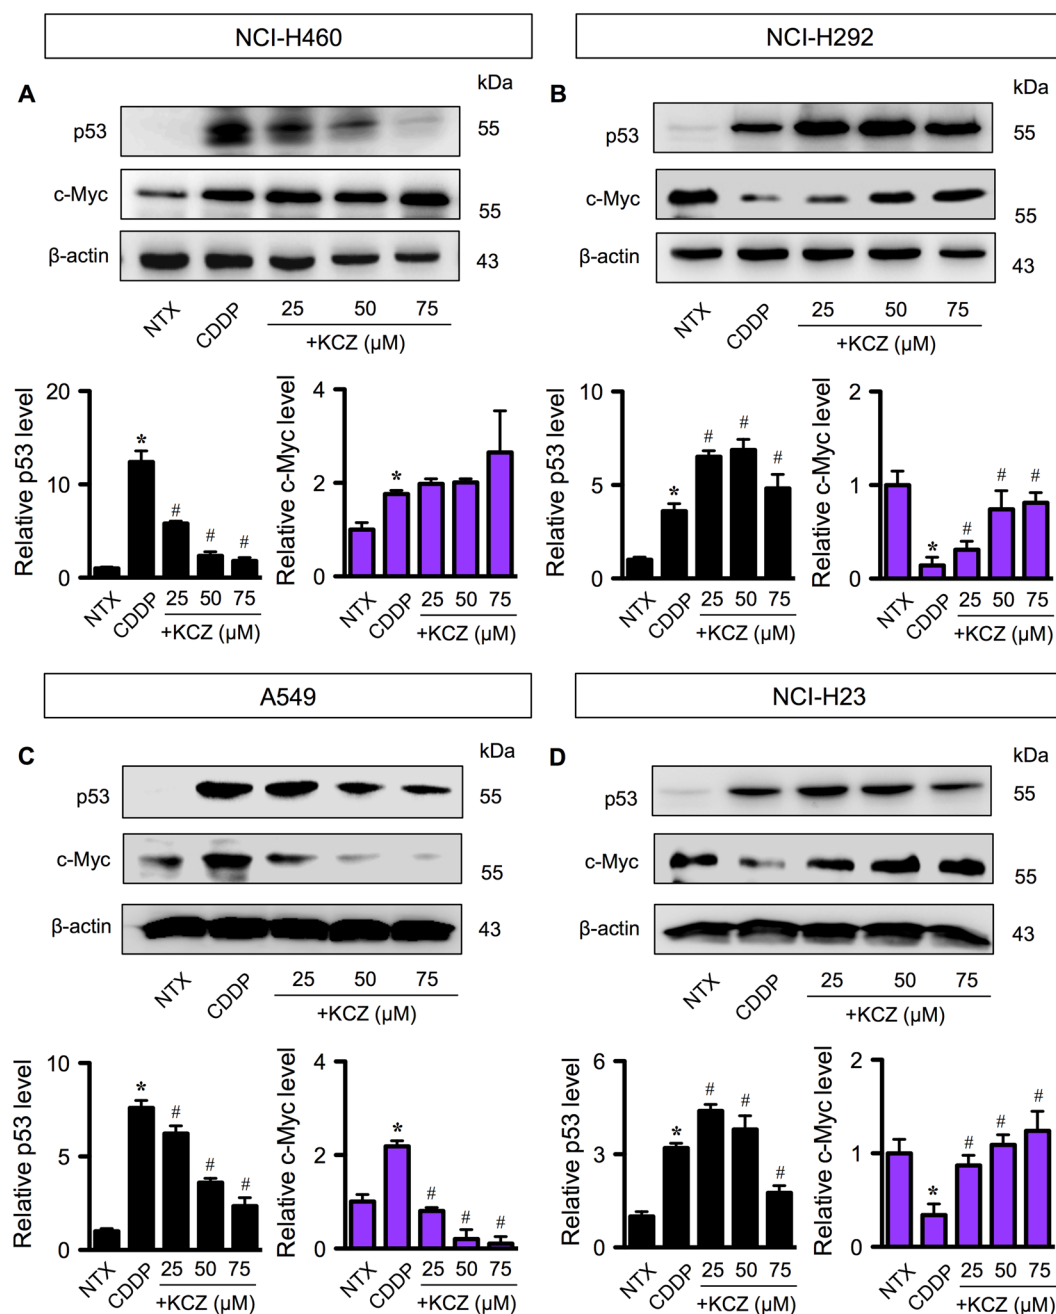 NCI-H460
NCI-H292
A
kDa
p53
55
c-Myc
55
β-actin
43
NTX CDDP 25 50 75
+KCZ (µM)
B
kDa
p53
55
c-Myc
55
β-actin
43
NTX CDDP 25 50 75
+KCZ (µM)
Relative p53 level
20
10
0
*
# # #
NTX CDDP 25 50 75
+KCZ (µM)
Relative c-Myc level
4
2
0
*
NTX CDDP 25 50 75
+KCZ (µM)
Relative p53 level
10
5
0
*
# # #
NTX CDDP 25 50 75
+KCZ (µM)
Relative c-Myc level
2
1
0
*
# # #
NTX CDDP 25 50 75
+KCZ (µM)
A549
NCI-H23
C
kDa
p53
55
c-Myc
55
β-actin
43
NTX CDDP 25 50 75
+KCZ (µM)
D
kDa
p53
55
c-Myc
55
β-actin
43
NTX CDDP 25 50 75
+KCZ (µM)
Relative p53 level
10
5
0
*
# # #
NTX CDDP 25 50 75
+KCZ (µM)
Relative c-Myc level
4
2
0
*
# # #
NTX CDDP 25 50 75
+KCZ (µM)
Relative p53 level
6
3
0
*
# # #
NTX CDDP 25 50 75
+KCZ (µM)
Relative c-Myc level
2
1
0
*
# # #
NTX CDDP 25 50 75
+KCZ (µM)